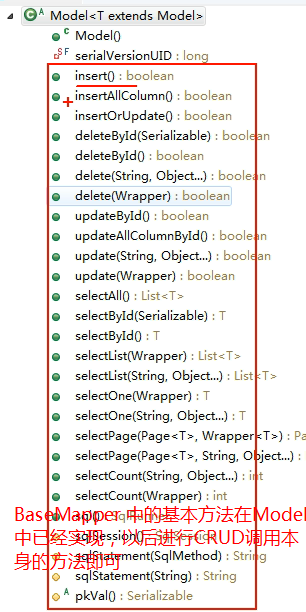 Model<T extends Model>
Model()
serialVersionUID : long
insert() : boolean
insertAllColumn() : boolean
insertOrUpdate() : boolean
deleteById(Serializable) : boolean
deleteById() : boolean
delete(String, Object...) : boolean
delete(Wrapper) : boolean
updateById() : boolean
updateAllColumnById() : boolean
update(String, Object...) : boolean
update(Wrapper) : boolean
selectAll() : List<T>
selectById(Serializable) : T
selectById() : T
selectList(Wrapper) : List<T>
selectList(String, Object...) : List<T>
selectOne(Wrapper) : T
selectOne(String, Object...) : T
selectPage(Page<T>, Wrapper<T>) : Pa
selectPage(Page<T>, String, Object...) :
selectCount(String, Object...) : int
selectCount(Wrapper) : int
BaseMapper 中的基本方法在Model
中已经实现，以后进行CRUD调用本
身的方法即可
sqlSession() : SqlSession
sqlStatement(SqlMethod) : String
sqlStatement(String) : String
pkVal() : Serializable